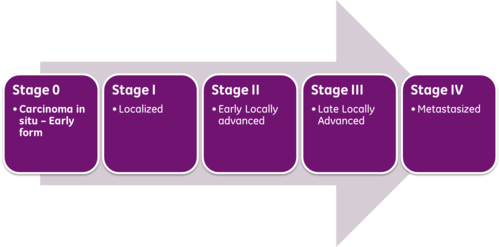 Stage 0
• Carcinoma in
situ – Early
form
Stage I
• Localized
Stage II
• Early Locally
advanced
Stage III
• Late Locally
Advanced
Stage IV
• Metastasized